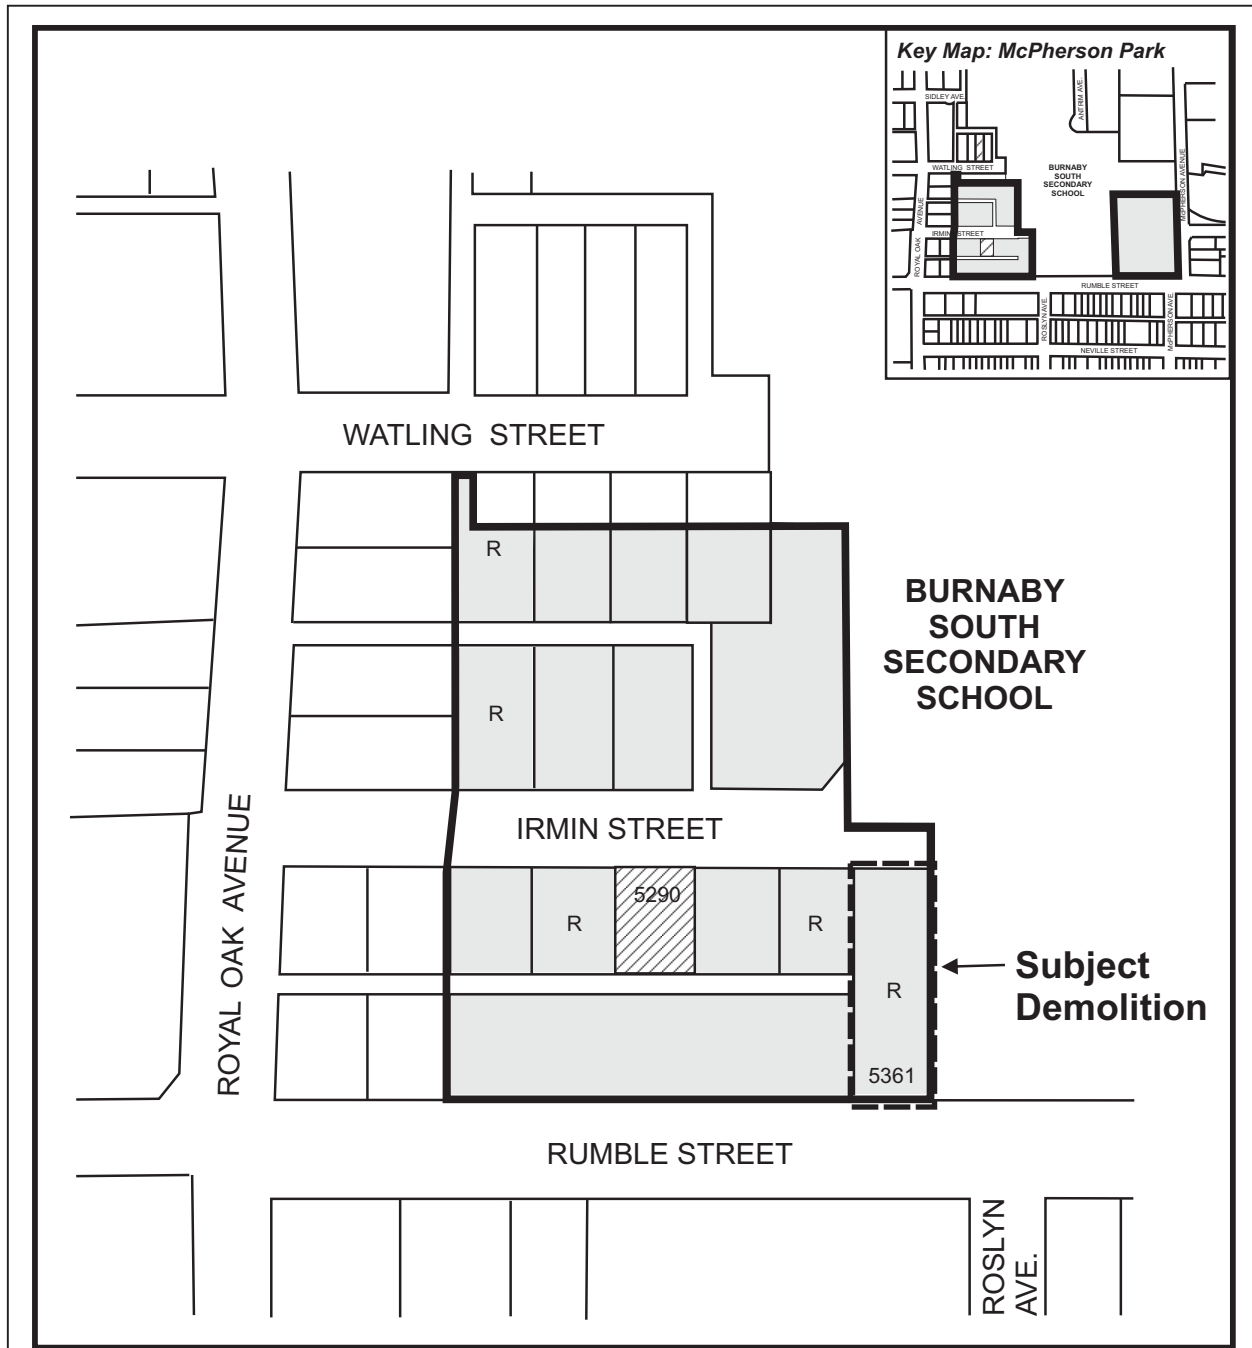 Key Map: McPherson Park
SIDLEY AVE.
ANTRIM AVE.
WATLING STREET
BURNABY
SOUTH
SECONDARY
SCHOOL
McPHERSON AVENUE
AVENUE
ROYAL OAK
IRMIN STREET
RUMBLE STREET
ROSLYN AVE.
McPHERSON AVE.
NEVILLE STREET
WATLING STREET
R
BURNABY
SOUTH
SECONDARY
SCHOOL
R
IRMIN STREET
ROYAL OAK AVENUE
5290
R
R
Subject
Demolition
R
5361
RUMBLE STREET
ROSLYN
AVE.